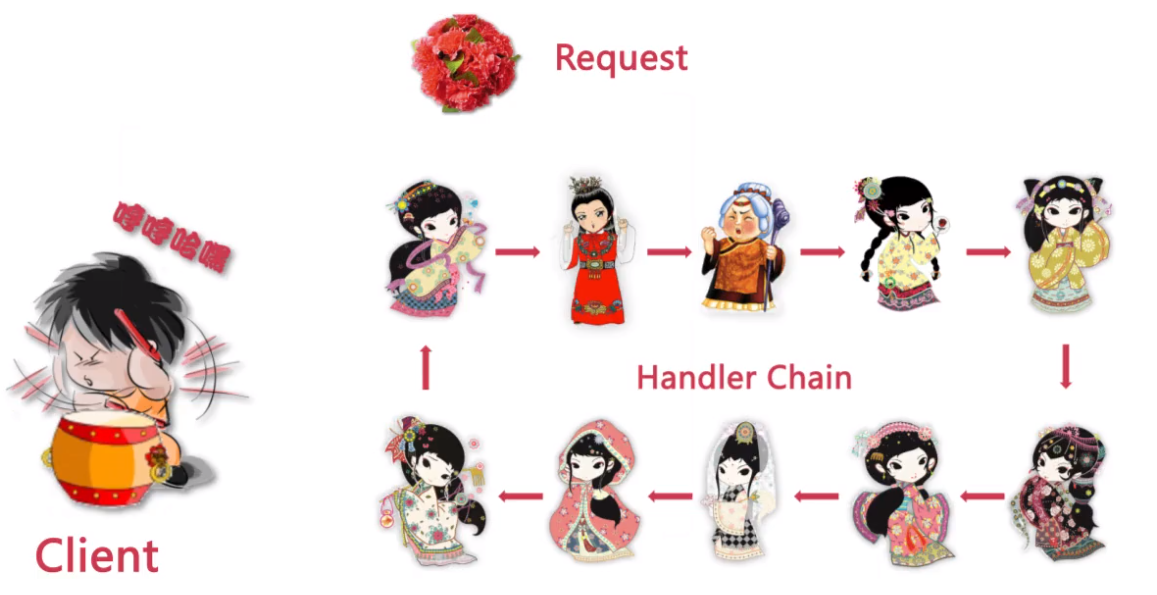 Request
哼哼哈嘿
Handler Chain
Client